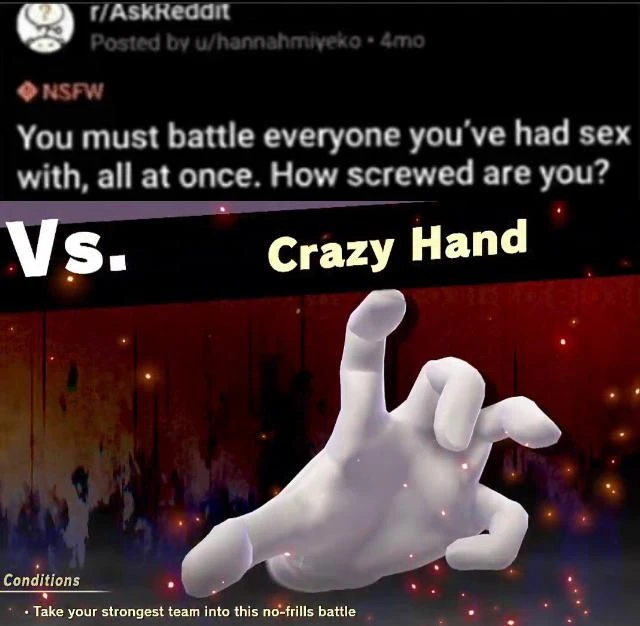 r/AskReddit
Posted by u/hannahmiyeko • 4mo
NSFW
You must battle everyone you've had sex
with, all at once. How screwed are you?
Vs.
Crazy Hand
Conditions
• Take your strongest team into this no-frills battle